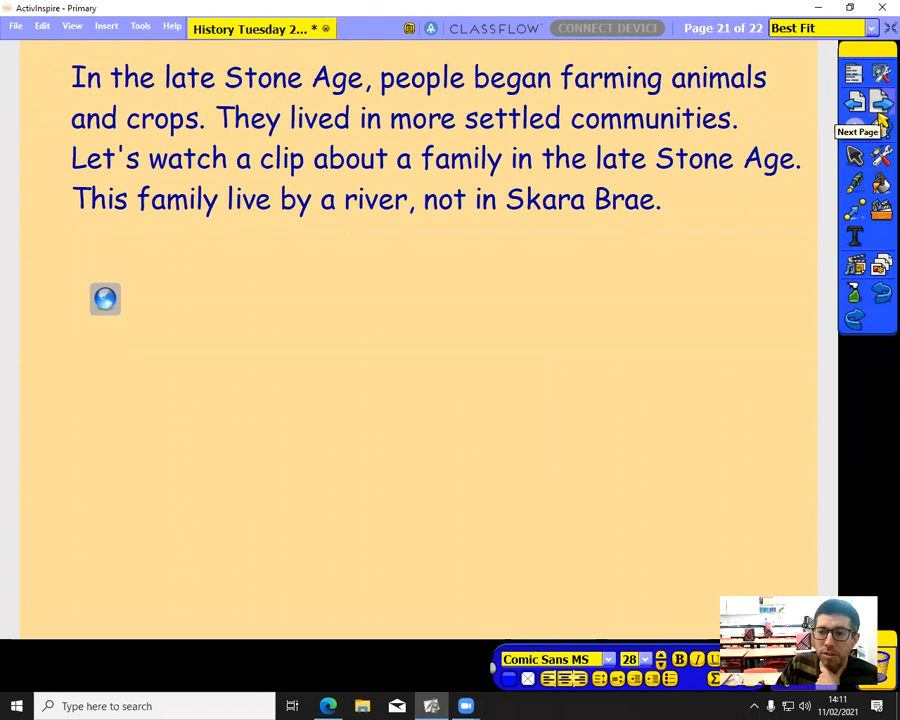 ActivInspire - Primary
File Edit View Insert Tools Help
History Tuesday 2... *
CLASSFLOW
CONNECT DEVICI
Page 21 of 22
Best Fit
In the late Stone Age, people began farming animals
and crops. They lived in more settled communities.
Let's watch a clip about a family in the late Stone Age.
This family live by a river, not in Skara Brae.
Next Page
Comic Sans MS 28 B I U
Type here to search
14:11
11/02/2021